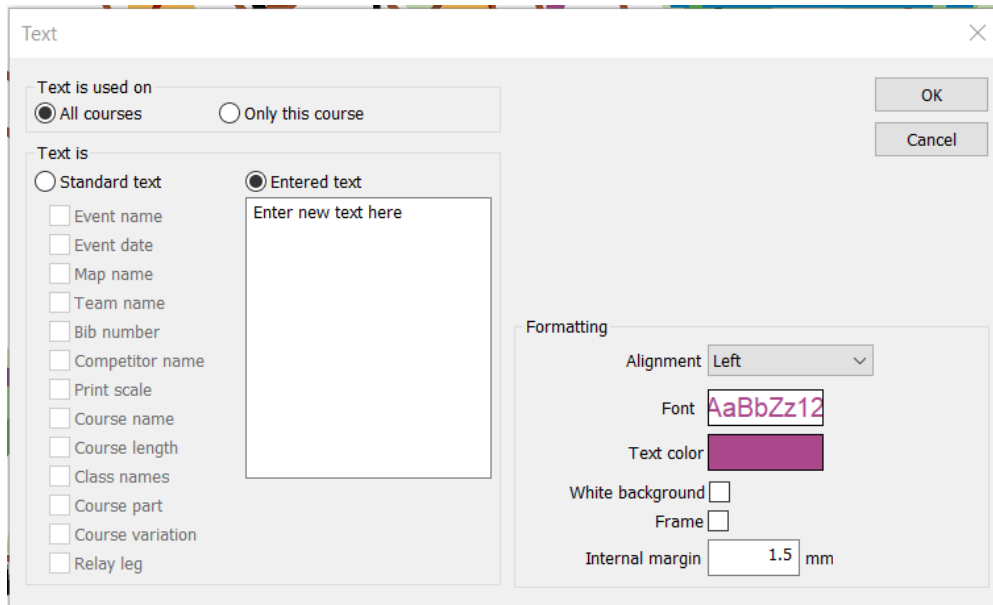 Text
Text is used on
All courses
Only this course
OK
Cancel
Text is
Standard text
Entered text
Event name
Event date
Map name
Team name
Bib number
Competitor name
Print scale
Course name
Course length
Class names
Course part
Course variation
Relay leg
Enter new text here
Formatting
Alignment Left
Font AaBbZz12
Text color
White background
Frame
Internal margin 1.5 mm